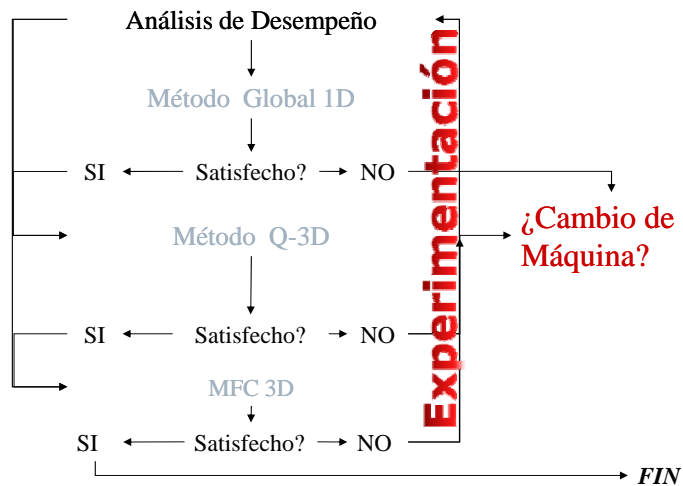 Análisis de Desempeño
Método Global 1D
SI
Satisfecho?
NO
¿Cambio de
Máquina?
Método Q-3D
SI
Satisfecho?
NO
MFC 3D
SI
Satisfecho?
NO
Experimentación
FIN